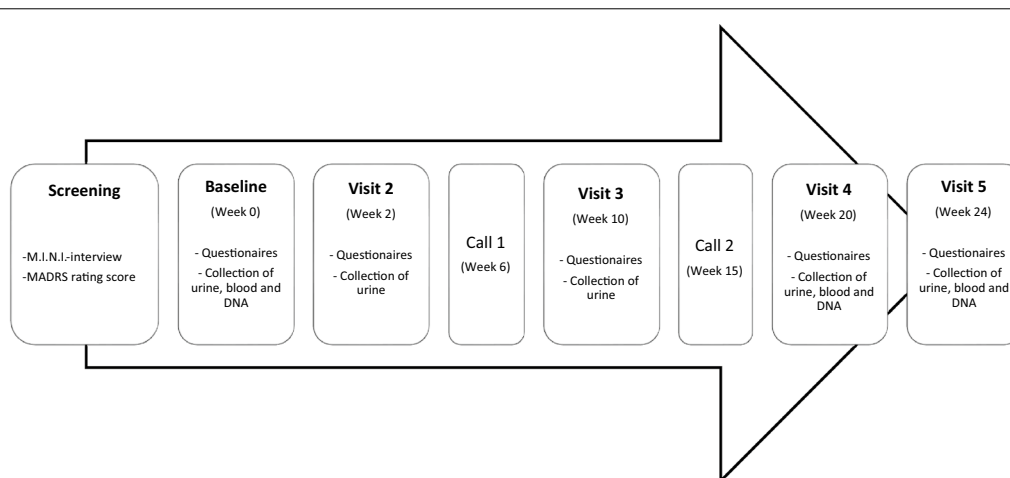 Screening
-M.I.N.I.-interview
-MADRS rating score
Baseline
(Week 0)
- Questionaires
- Collection of
urine, blood and
DNA
Visit 2
(Week 2)
- Questionaires
- Collection of
urine
Call 1
(Week 6)
Visit 3
(Week 10)
- Questionaires
- Collection of
urine
Call 2
(Week 15)
Visit 4
(Week 20)
- Questionaires
- Collection of
urine, blood and
DNA
Visit 5
(Week 24)
- Questionaires
- Collection of
urine, blood and
DNA